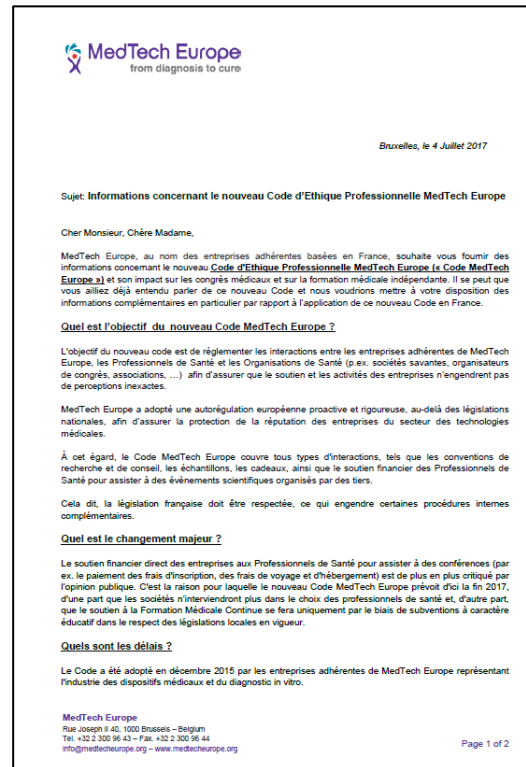 MedTech Europe
from diagnosis to cure
Bruxelles, le 4 Juillet 2017
Sujet: Informations concernant le nouveau Code d'Ethique Professionnelle MedTech Europe
Cher Monsieur, Chère Madame,
MedTech Europe, au nom des entreprises adhérentes basées en France, souhaite vous fournir des
informations concernant le nouveau Code d'Ethique Professionnelle MedTech Europe (« Code MedTech
Europe ») et son impact sur les congrès médicaux et sur la formation médicale indépendante. Il se peut que
vous ailliez déjà entendu parler de ce nouveau Code et nous voudrions mettre à votre disposition des
informations complémentaires en particulier par rapport à l'application de ce nouveau Code en France.
Quel est l'objectif du nouveau Code MedTech Europe ?
L'objectif du nouveau code est de réglementer les interactions entre les entreprises adhérentes de MedTech
Europe, les Professionnels de Santé et les Organisations de Santé (p.ex. sociétés savantes, organisateurs
de congrès, associations, …) afin d'assurer que le soutien et les activités des entreprises n'engendrent pas
de perceptions inexactes.
MedTech Europe a adopté une autorégulation européenne proactive et rigoureuse, au-delà des législations
nationales, afin d'assurer la protection de la réputation des entreprises du secteur des technologies
médicales.
À cet égard, le Code MedTech Europe couvre tous types d'interactions, tels que les conventions de
recherche et de conseil, les échantillons, les cadeaux, ainsi que le soutien financier des Professionnels de
Santé pour assister à des évènements scientifiques organisés par des tiers.
Cela dit, la législation française doit être respectée, ce qui engendre certaines procédures internes
complémentaires.
Quel est le changement majeur ?
Le soutien financier direct des entreprises aux Professionnels de Santé pour assister à des conférences (par
ex. le paiement des frais d'inscription, des frais de voyage et d'hébergement) est de plus en plus critiqué par
l'opinion publique. C'est la raison pour laquelle le nouveau Code MedTech Europe prévoit d'ici la fin 2017,
d'une part que les sociétés n'interviendront plus dans le choix des professionnels de santé et, d'autre part,
que le soutien à la Formation Médicale Continue se fera uniquement par le biais de subventions à caractère
éducatif dans le respect des législations locales en vigueur.
Quels sont les délais ?
Le Code a été adopté en décembre 2015 par les entreprises adhérentes de MedTech Europe représentant
l'industrie des dispositifs médicaux et du diagnostic in vitro.
MedTech Europe
Rue Joseph II 40, 1000 Brussels – Belgium
Tel. +32 2 300 96 43 – Fax. +32 2 300 96 44
info@medtecheurope.org – www.medtecheurope.org
Page 1 of 2